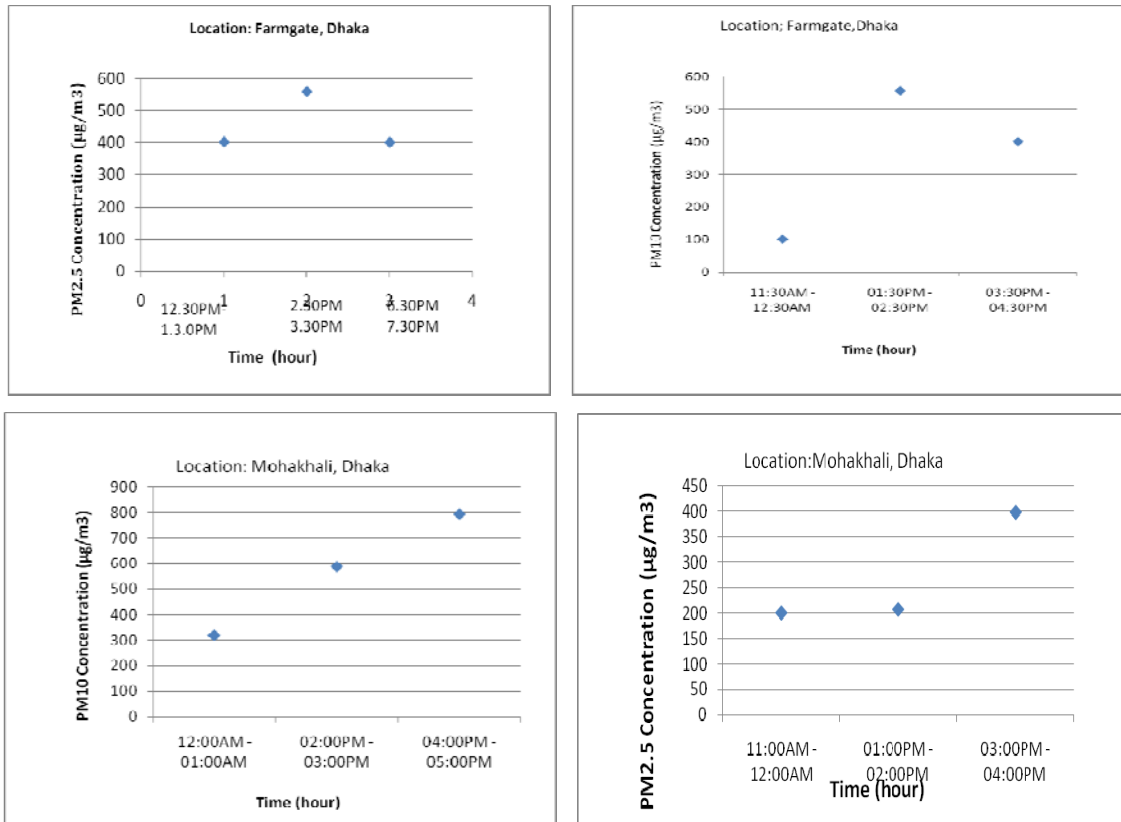 Location: Farmgate, Dhaka
PM2.5 Concentration (µg/m3)
600
500
400
300
200
100
0
0 1 2 3 4
12.30PM- 2.30PM 6.30PM
1.3.0PM 3.30PM 7.30PM
Time (hour)
Location; Farmgate,Dhaka
PM10 Concentration (µg/m3)
600
500
400
300
200
100
0
11:30AM - 01:30PM - 03:30PM -
12:30AM 02:30PM 04:30PM
Time (hour)
Location: Mohakhali, Dhaka
PM10 Concentration (µg/m3)
900
800
700
600
500
400
300
200
100
0
12:00AM - 02:00PM - 04:00PM -
01:00AM 03:00PM 05:00PM
Time (hour)
Location:Mohakhali, Dhaka
PM2.5 Concentration (µg/m3)
450
400
350
300
250
200
150
100
50
0
11:00AM - 01:00PM - 03:00PM -
12:00AM 02:00PM 04:00PM
Time (hour)